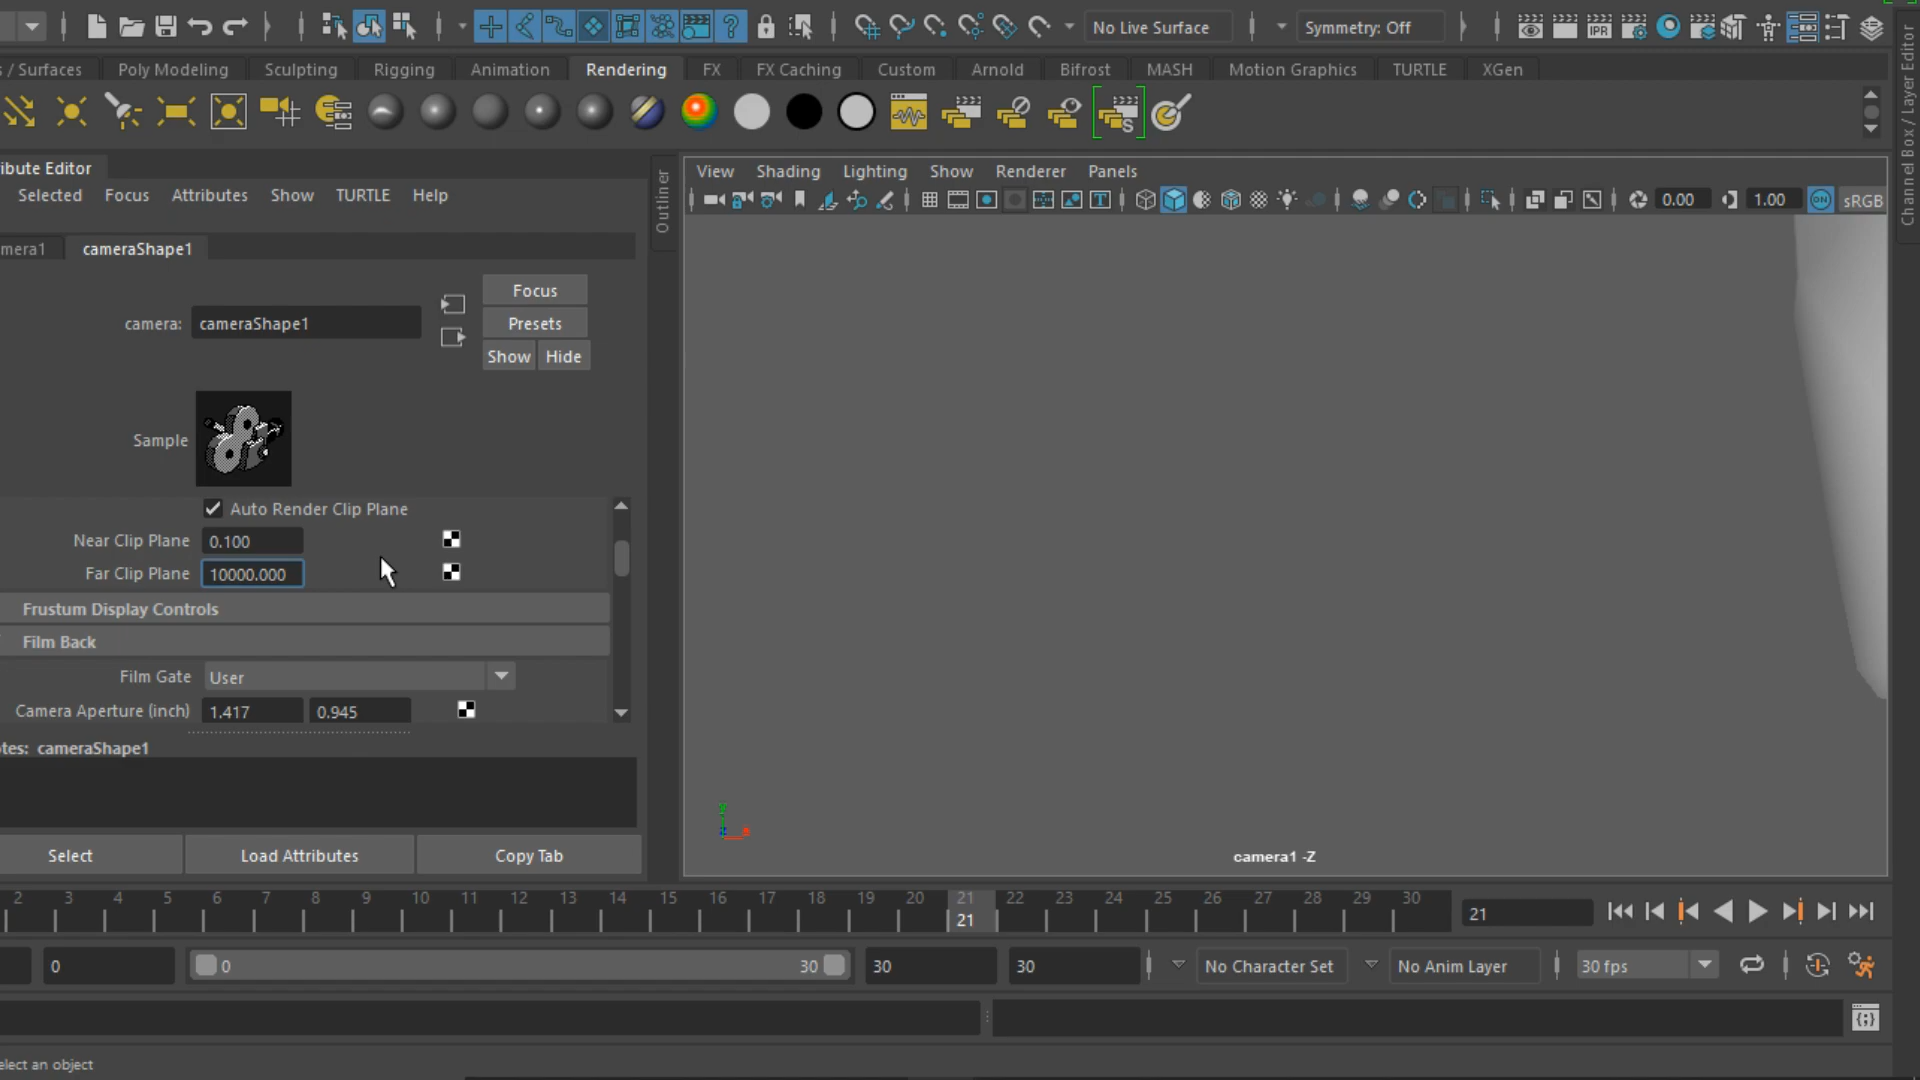 No Live Surface
Symmetry: Off
/ Surfaces
Poly Modeling
Sculpting
Rigging
Animation
Rendering
FX
FX Caching
Custom
Arnold
Bifrost
MASH
Motion Graphics
TURTLE
XGen
IPR
S
Channel Box / Layer Editor
ibute Editor
Selected
Focus
Attributes
Show
TURTLE
Help
mera1
cameraShape1
camera:
cameraShape1
Focus
Presets
Show
Hide
Sample
Auto Render Clip Plane
Near Clip Plane
0.100
Far Clip Plane
10000.000
Frustum Display Controls
Film Back
Film Gate
User
Camera Aperture (inch)
1.417
0.945
otes: cameraShape1
Select
Load Attributes
Copy Tab
Outliner
View
Shading
Lighting
Show
Renderer
Panels
0.00
1.00
ON
sRGB
camera1 -Z
2 3 4 5 6 7 8 9 10 11 12 13 14 15 16 17 18 19 20 21 22 23 24 25 26 27 28 29 30
21
21
0
0
30
30
30
No Character Set
No Anim Layer
30 fps
elect an object